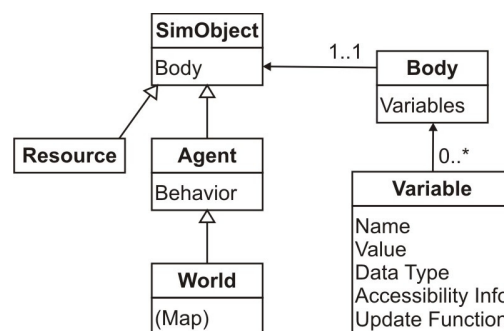 SimObject
Body
1..1
Body
Variables
Resource
Agent
Behavior
0..*
Variable
Name
Value
Data Type
Accessibility Info
Update Function
World
(Map)